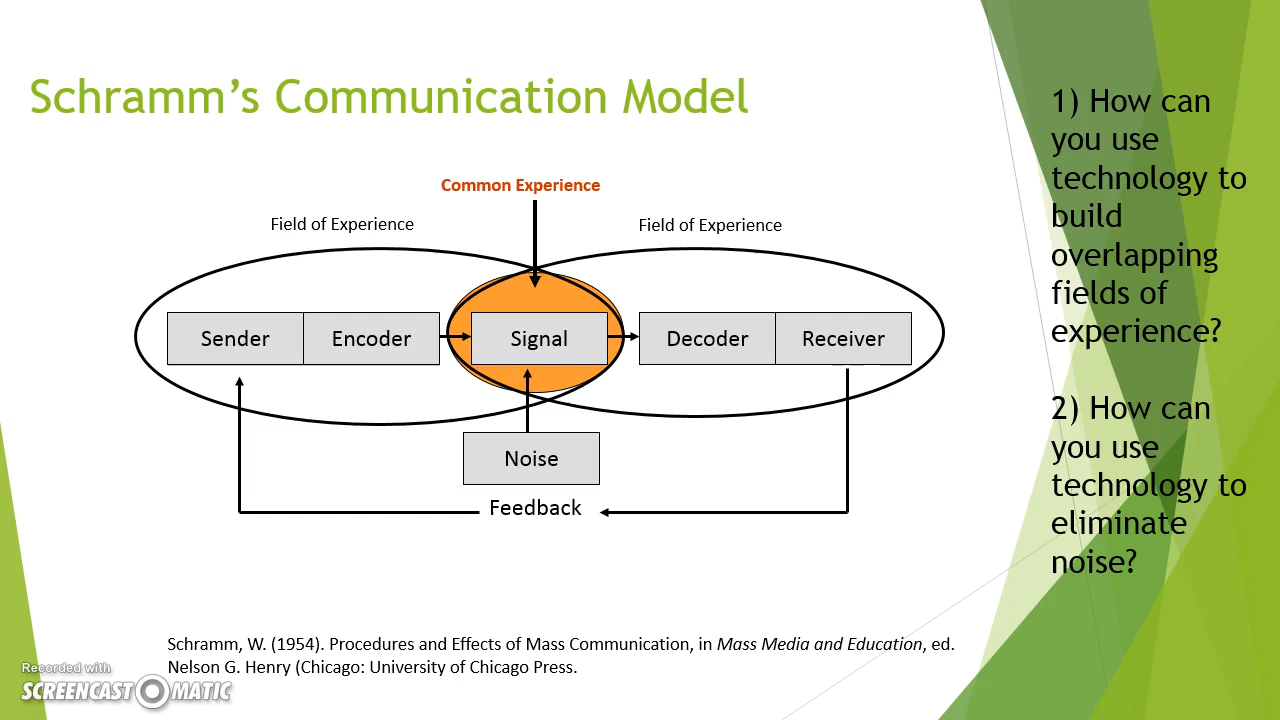 Schramm’s Communication Model
Common Experience
Field of Experience
Field of Experience
Sender
Encoder
Signal
Decoder
Receiver
Noise
Feedback
1) How can
you use
technology to
build
overlapping
fields of
experience?
2) How can
you use
technology to
eliminate
noise?
Schramm, W. (1954). Procedures and Effects of Mass Communication, in Mass Media and Education, ed.
Nelson G. Henry (Chicago: University of Chicago Press.
Recorded with
SCREENCAST MATIC